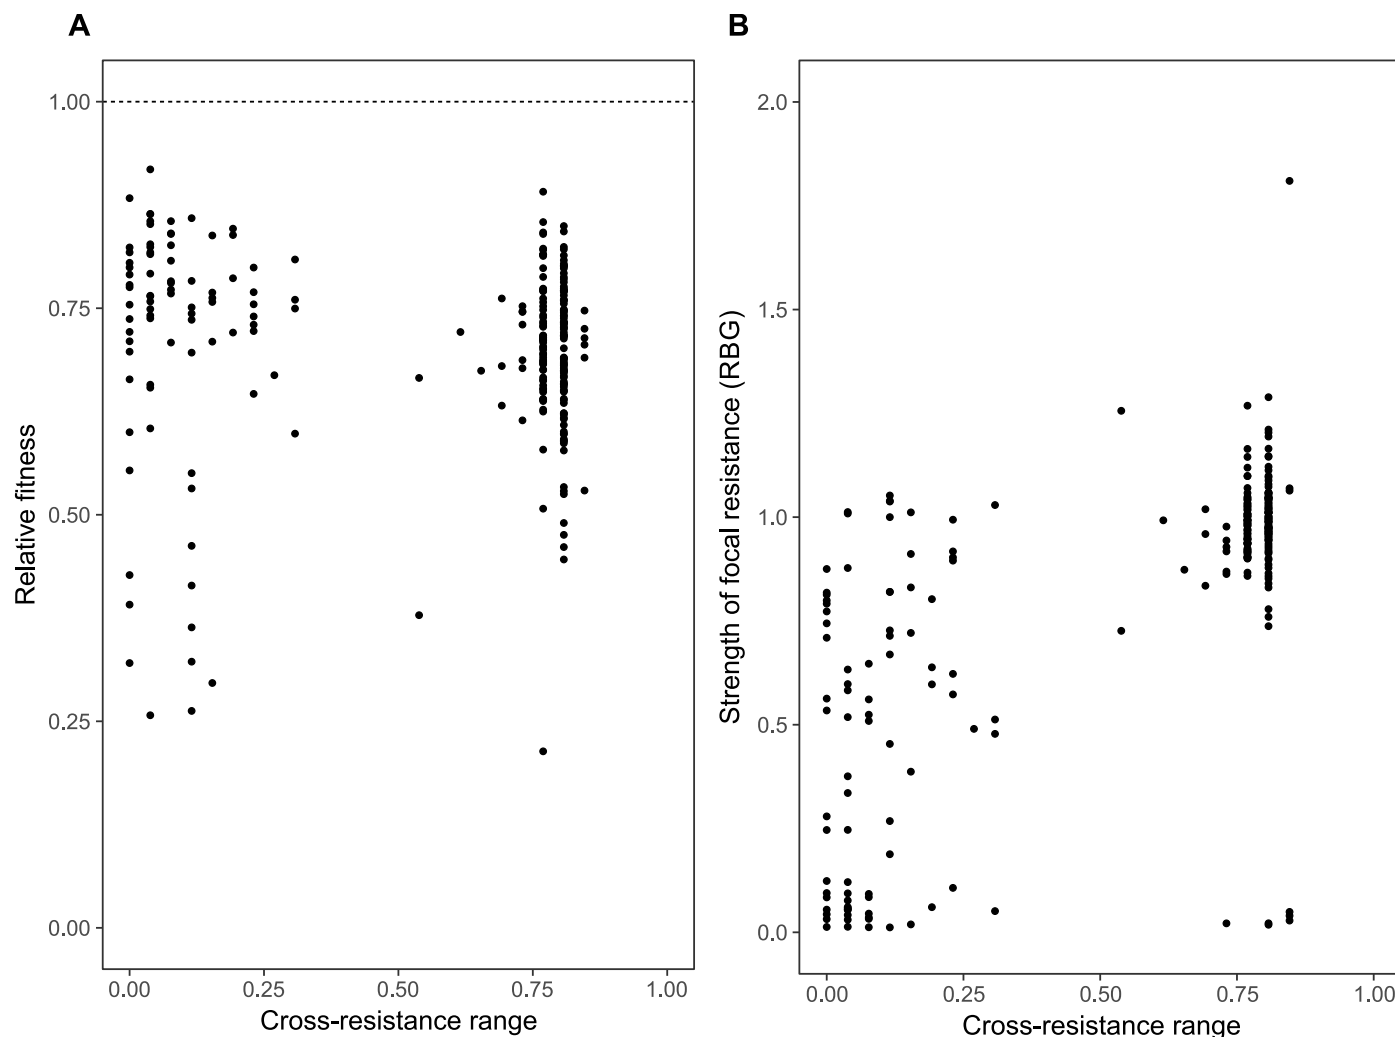 A
1.00
0.75
0.50
0.25
0.00
Relative fitness
0.00 0.25 0.50 0.75 1.00
Cross-resistance range
B
2.0
1.5
1.0
0.5
0.0
Strength of focal resistance (RBG)
0.00 0.25 0.50 0.75 1.00
Cross-resistance range